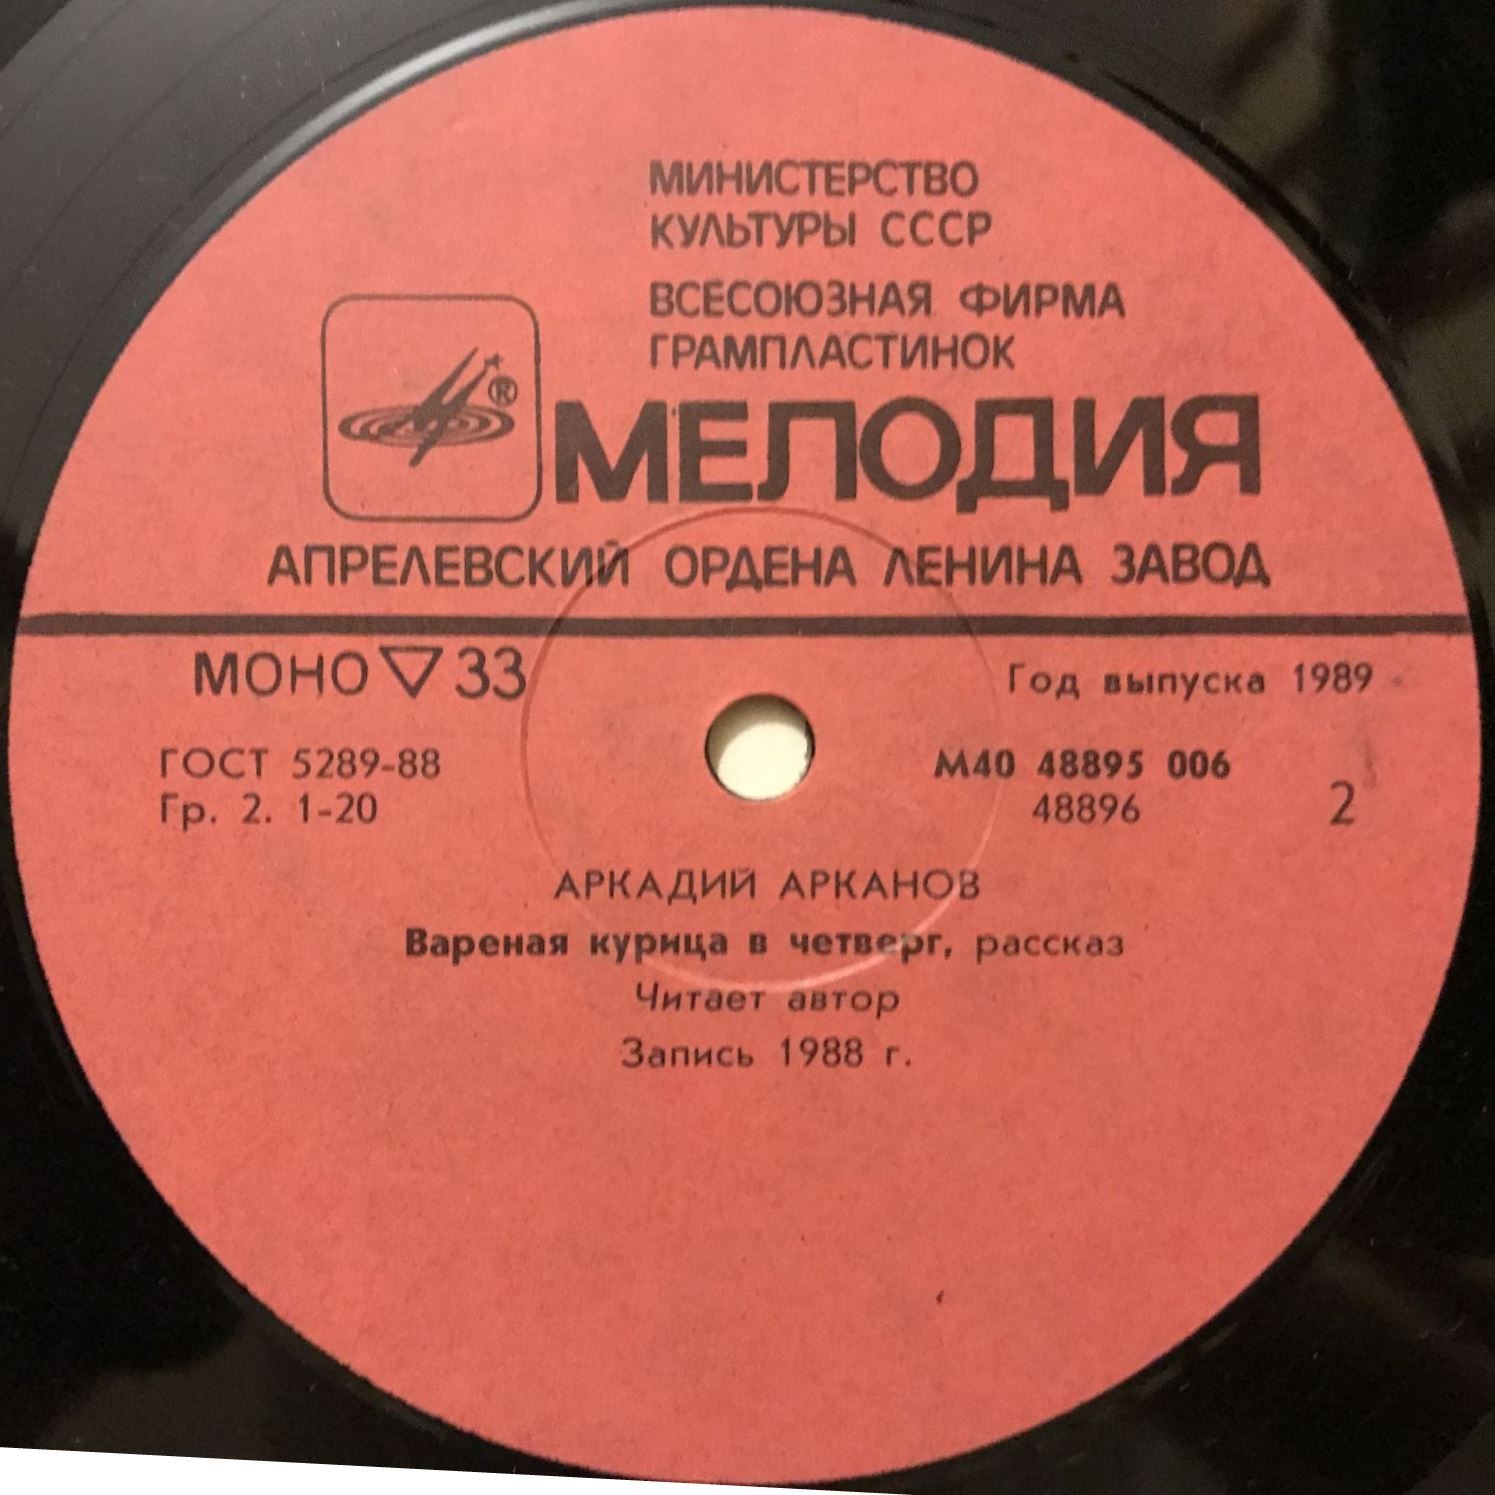 МИНИСТЕРСТВО
КУЛЬТУРЫ СССР
ВСЕСОЮЗНАЯ ФИРМА
ГРАМПЛАСТИНОК
®
МЕЛОДИЯ
АПРЕЛЕВСКИЙ ОРДЕНА ЛЕНИНА ЗАВОД
МОНО ▽ 33
Год выпуска 1989
ГОСТ 5289-88
Гр. 2. 1-20
М40 48895 006
48896
2
АРКАДИЙ АРКАНОВ
Вареная курица в четверг, рассказ
Читает автор
Запись 1988 г.